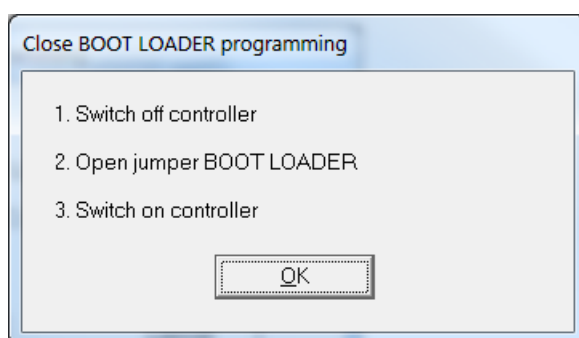 Close BOOT LOADER programming
1. Switch off controller
2. Open jumper BOOT LOADER
3. Switch on controller
OK